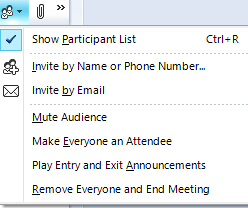 Show Participant List Ctrl+R
Invite by Name or Phone Number...
Invite by Email
Mute Audience
Make Everyone an Attendee
Play Entry and Exit Announcements
Remove Everyone and End Meeting